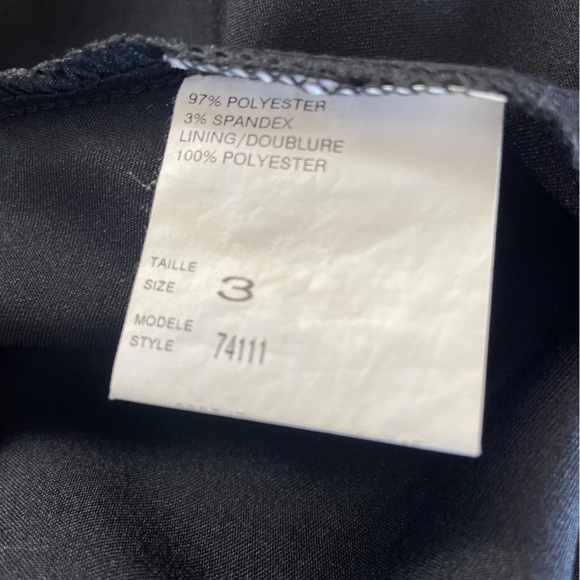 97% POLYESTER
3% SPANDEX
LINING/DOUBLURE
100% POLYESTER
TAILLE
SIZE 3
MODELE
STYLE 74111